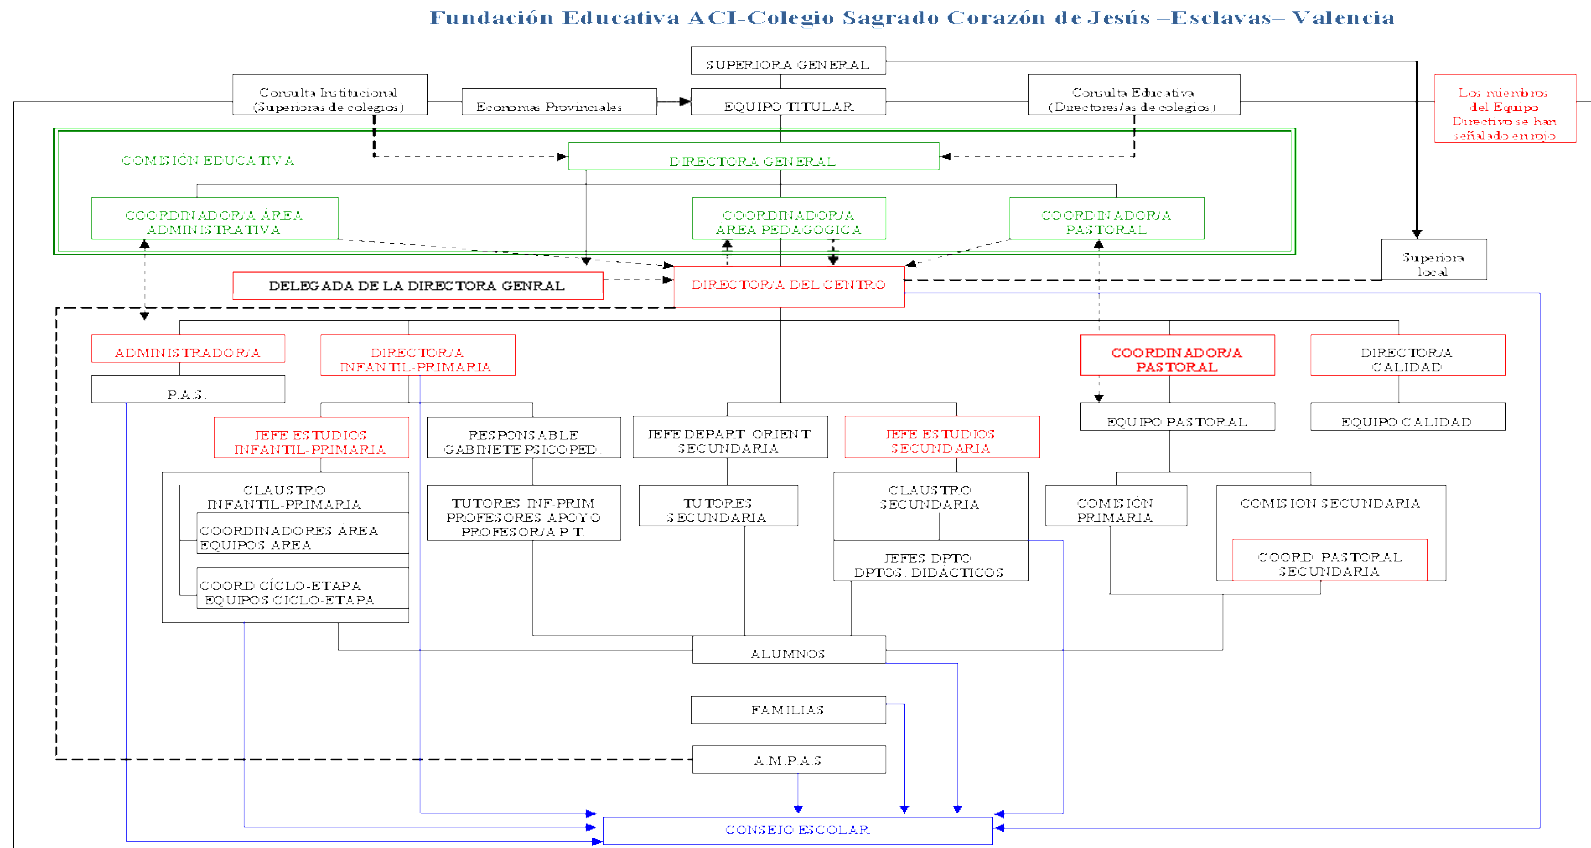 Fundación Educativa ACI-Colegio Sagrado Corazón de Jesús –Esclavas– Valencia
SUPERIORA GENERAL
Consulta Institucional
(Superioras de colegios)
Economas Provinciales
EQUIPO TITULAR
Consulta Educativa
(Directores/as de colegios)
Los miembros
del Equipo
Directivo se han
señalado en rojo
COMISIÓN EDUCATIVA
DIRECTORA GENERAL
COORDINADOR/A ÁREA
ADMINISTRATIVA
COORDINADOR/A
AREA PEDAGOGICA
COORDINADOR/A
PASTORAL
Superiora
local
DELEGADA DE LA DIRECTORA GENRAL
DIRECTOR/A DEL CENTRO
ADMINISTRADOR/A
DIRECTOR/A
INFANTIL-PRIMARIA
COORDINADOR/A
PASTORAL
DIRECTOR/A
CALIDAD
P.A.S.
EQUIPO PASTORAL
EQUIPO CALIDAD
JEFE ESTUDIOS
INFANTIL-PRIMARIA
RESPONSABLE
GABINETE PSICOPED.
JEFE DEPART. ORIENT
SECUNDARIA
JEFE ESTUDIOS
SECUNDARIA
CLAUSTRO
INFANTIL-PRIMARIA
COORDINADORES AREA
EQUIPOS AREA
COORD CÍCLO-ETAPA
EQUIPOS CICLO-ETAPA
TUTORES INF-PRIM
PROFESORES APOYO
PROFESOR/A P.T.
TUTORES
SECUNDARIA
CLAUSTRO
SECUNDARIA
JEFES DPTO
DPTOS. DIDÁCTICOS
COMISIÓN
PRIMARIA
COMISION SECUNDARIA
COORD. PASTORAL
SECUNDARIA
ALUMNOS
FAMILIAS
A.M.P.A.S
CONSEJO ESCOLAR